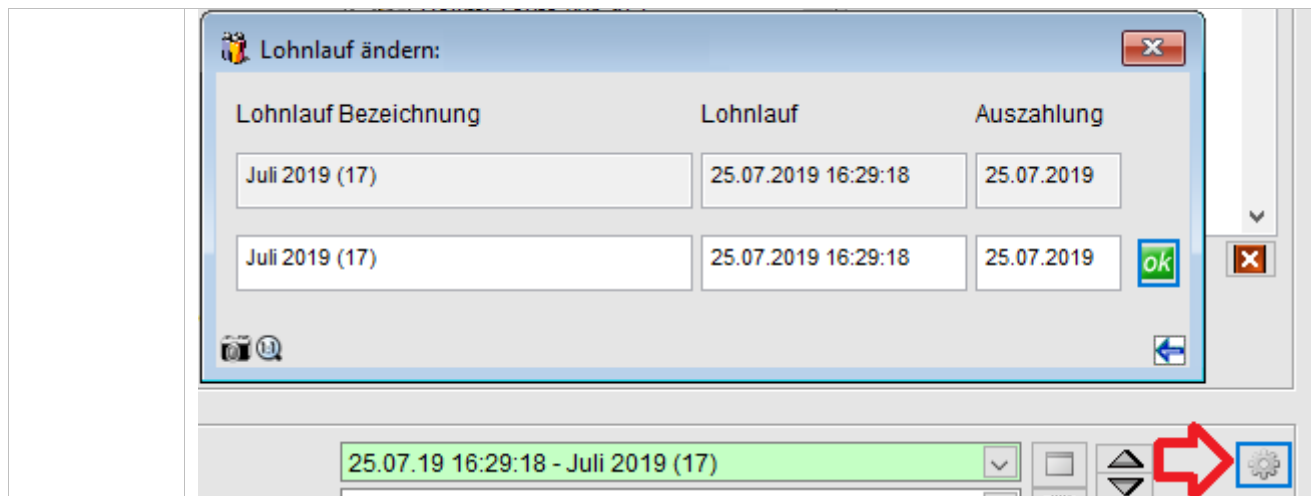 Lohnlauf ändern:
Lohnlauf Bezeichnung Lohnlauf Auszahlung
Juli 2019 (17) 25.07.2019 16:29:18 25.07.2019
Juli 2019 (17) 25.07.2019 16:29:18 25.07.2019 ok
25.07.19 16:29:18 - Juli 2019 (17)